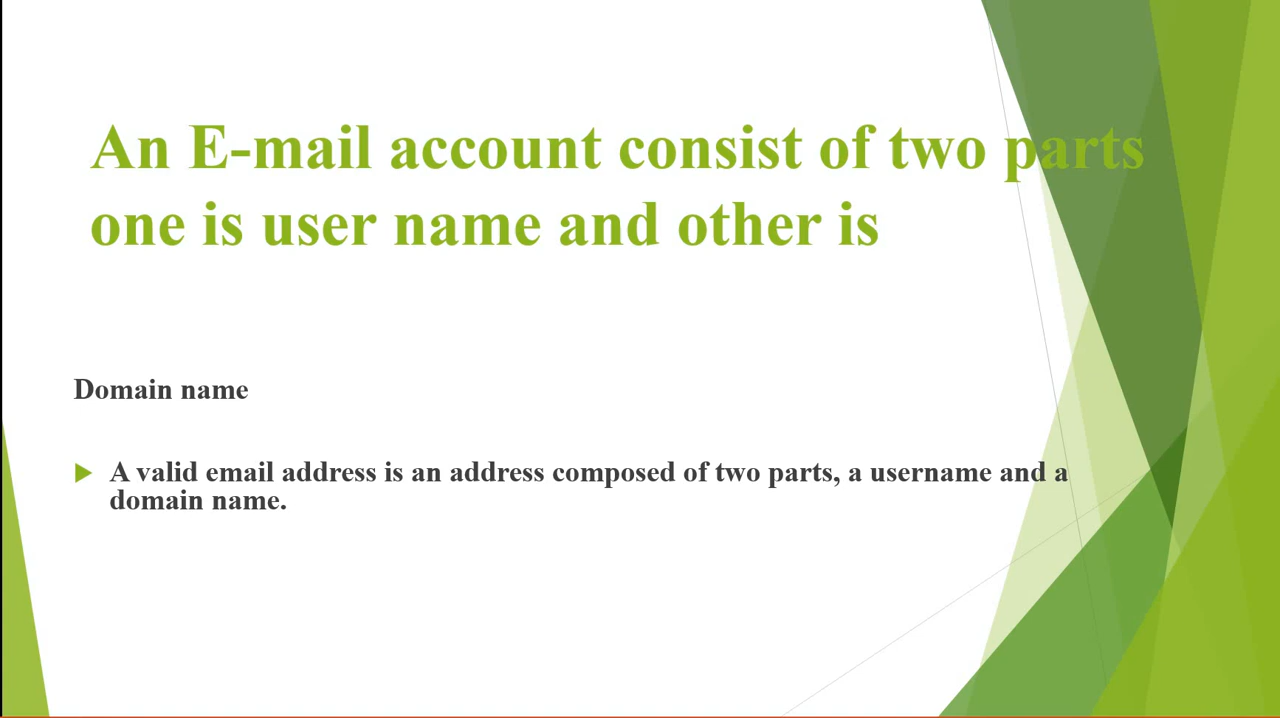 An E-mail account consist of two parts
one is user name and other is
Domain name
A valid email address is an address composed of two parts, a username and a
domain name.